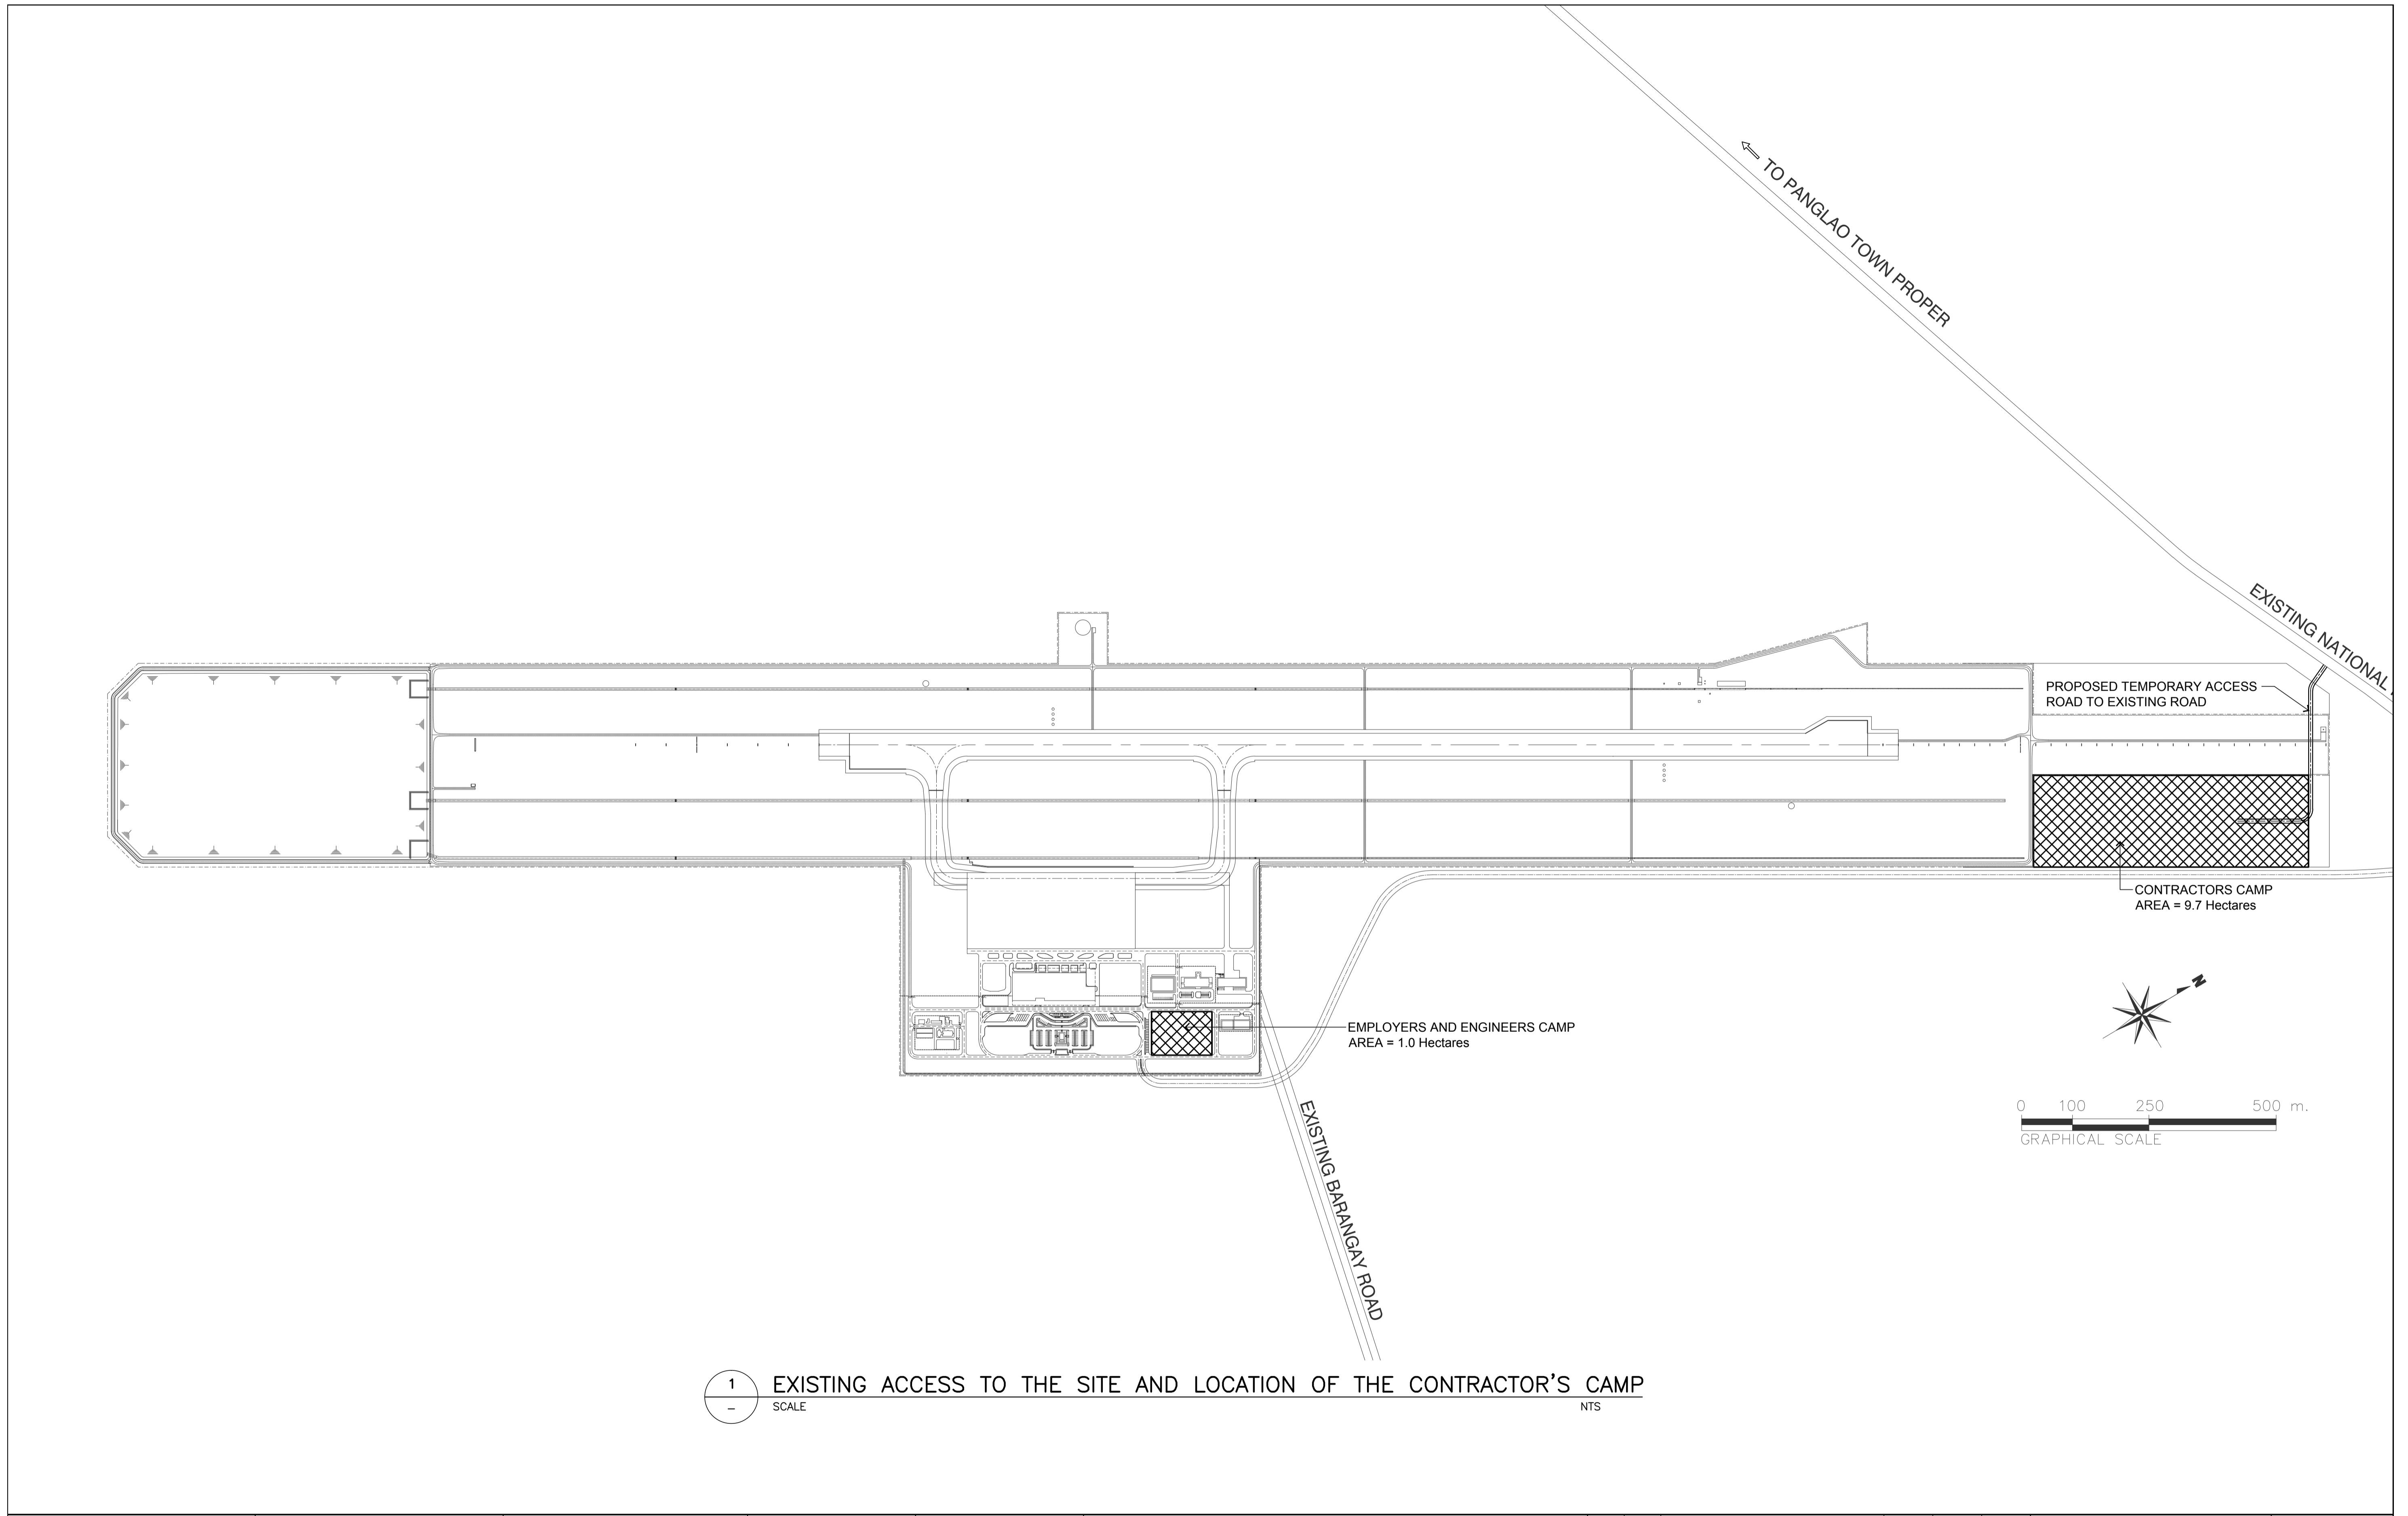 TO PANGLAO TOWN PROPER
EXISTING NATIONAL
PROPOSED TEMPORARY ACCESS
ROAD TO EXISTING ROAD
CONTRACTORS CAMP
AREA = 9.7 Hectares
N
EMPLOYERS AND ENGINEERS CAMP
AREA = 1.0 Hectares
0 100 250 500 m.
GRAPHICAL SCALE
EXISTING BARANGAY ROAD
1
–
EXISTING ACCESS TO THE SITE AND LOCATION OF THE CONTRACTOR'S CAMP
SCALE NTS